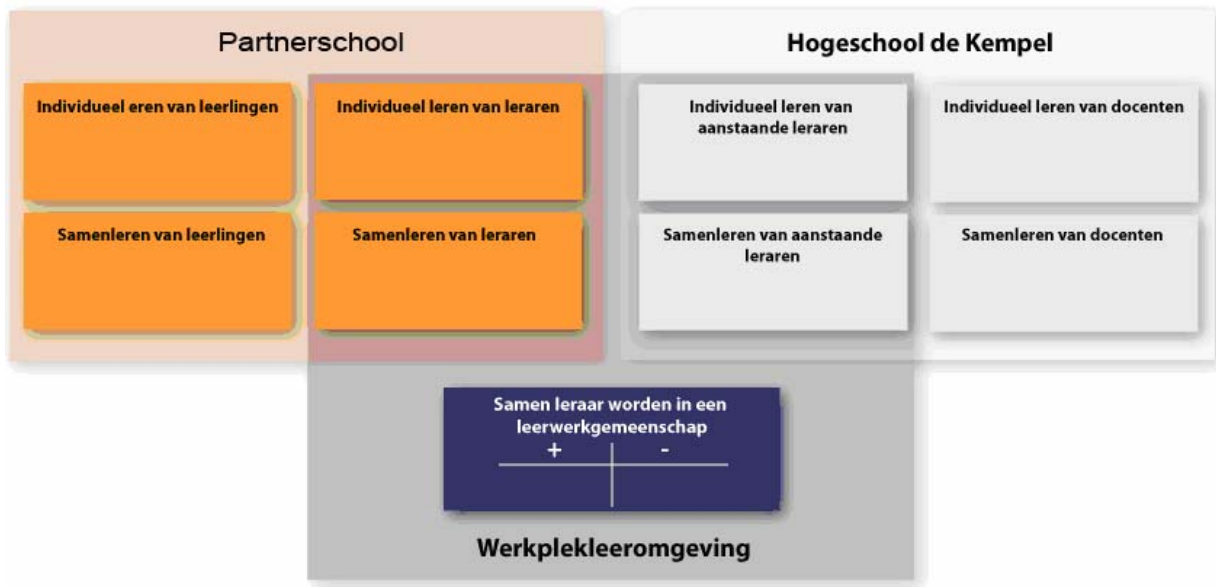 Partnerschool
Hogeschool de Kempel
Individueel eren van leerlingen
Individueel leren van leraren
Individueel leren van
aanstaande leraren
Individueel leren van docenten
Samenleren van leerlingen
Samenleren van leraren
Samenleren van aanstaande
leraren
Samenleren van docenten
Samen leraar worden in een
leerwerkgemeenschap
+ -
Werkplekleeromgeving